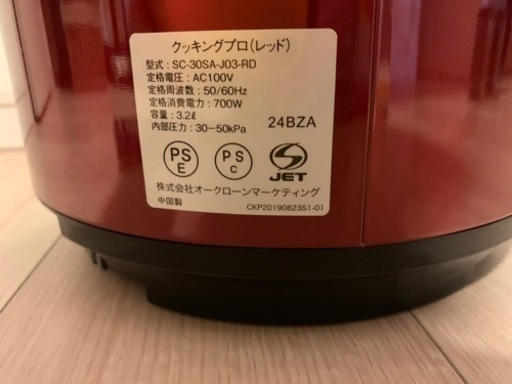 クッキングプロ(レッド)
型式：SC-30SA-J03-RD
定格電圧：AC100V
定格周波数：50/60Hz
定格消費電力：700W
容量：3.2ℓ
内部圧力：30−50kPa
24BZA
PS
E
PS
C
JET
株式会社オークローンマーケティング
中国製
CKP20190823S1-01